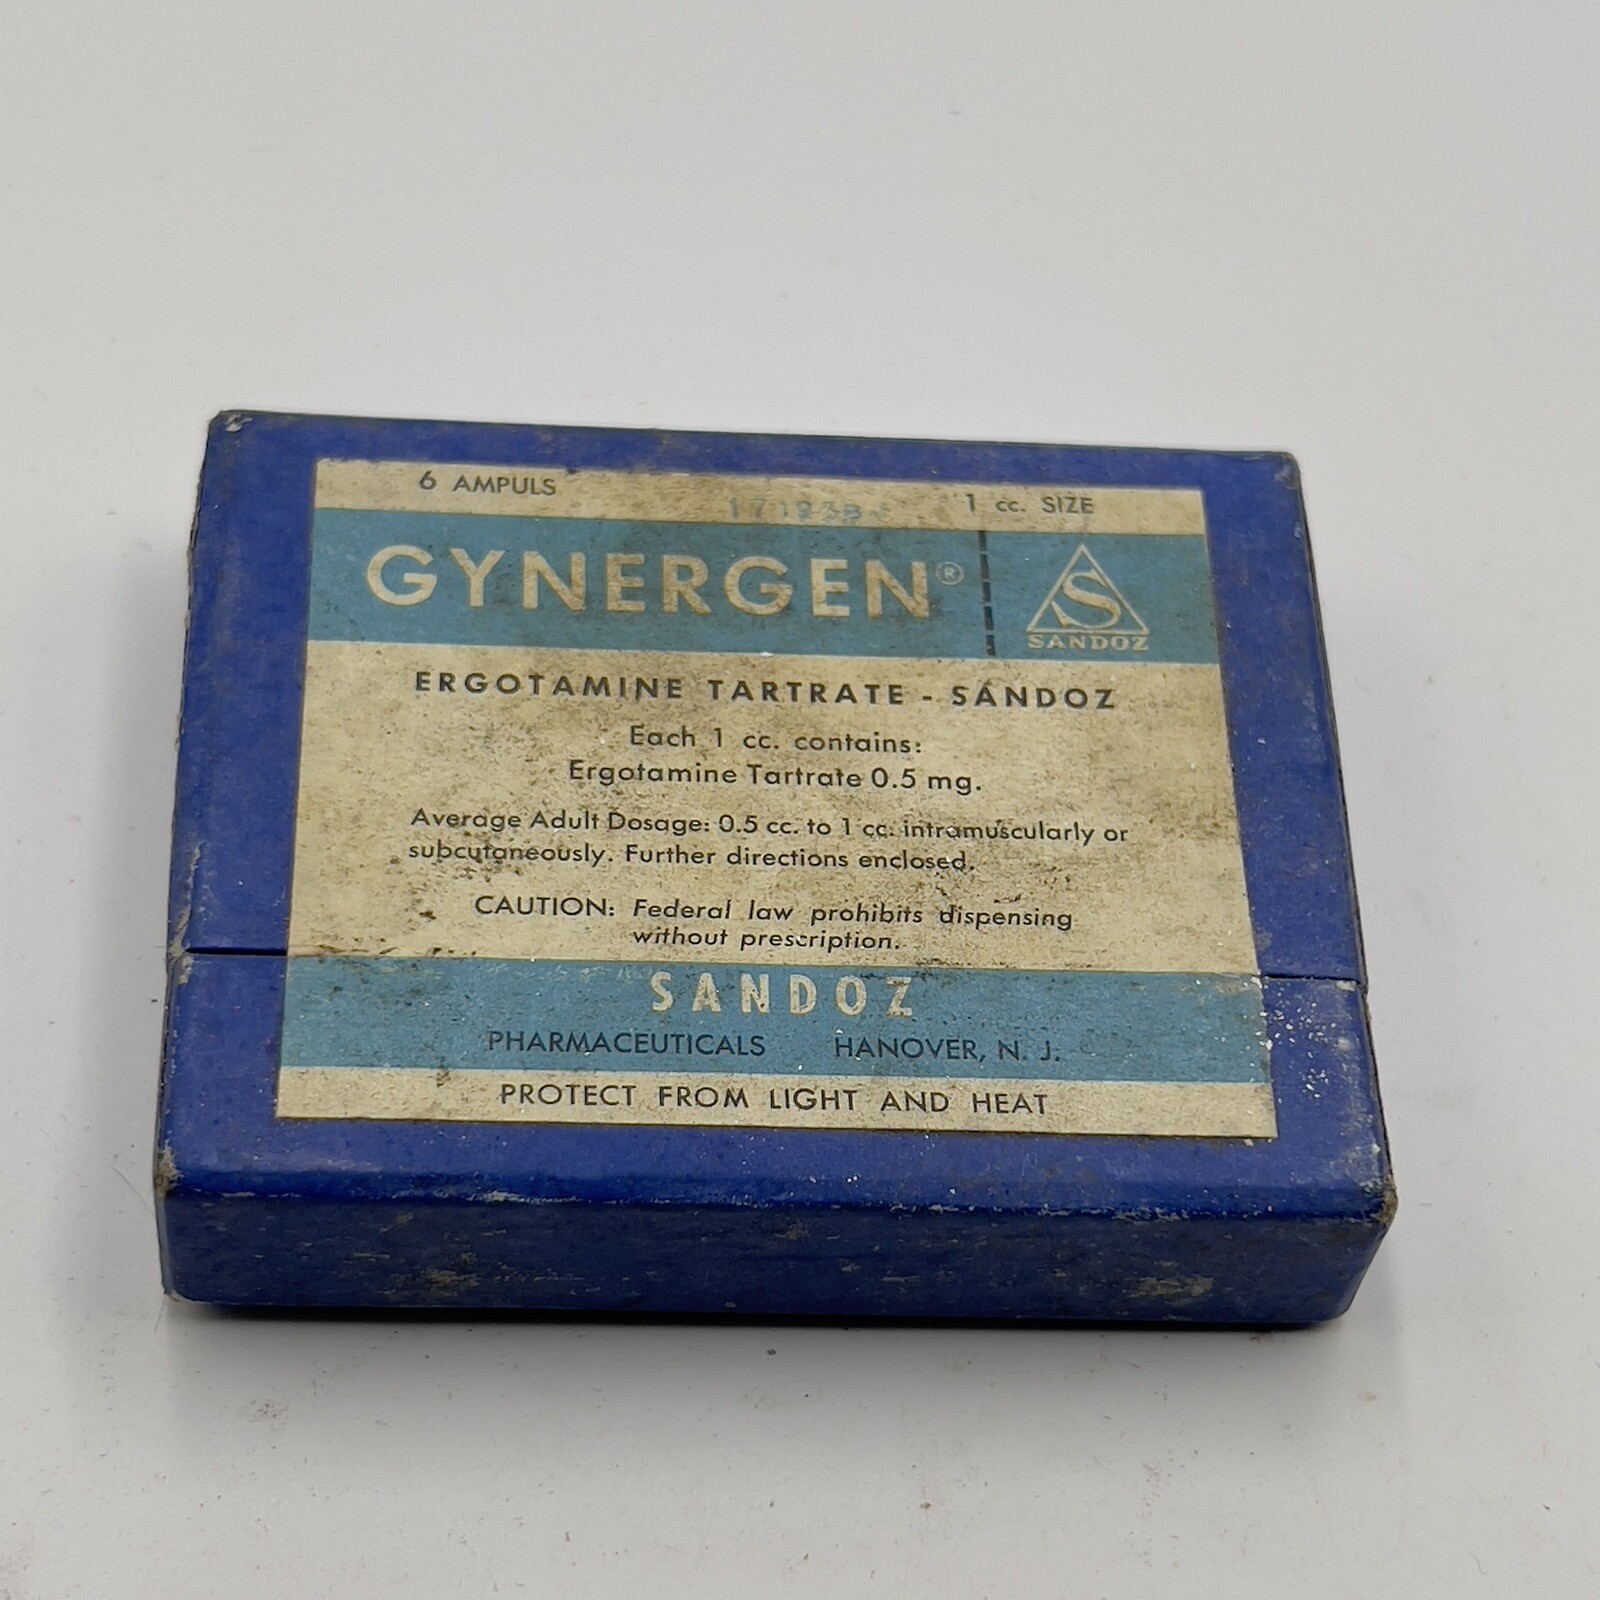 6 AMPULS 1 cc. SIZE
GYNERGEN®
S
SANDOZ
ERGOTAMINE TARTRATE - SANDOZ
Each 1 cc. contains:
Ergotamine Tartrate 0.5 mg.
Average Adult Dosage: 0.5 cc. to 1 cc. intramuscularly or
subcutaneously. Further directions enclosed.
CAUTION: Federal law prohibits dispensing
without prescription.
SANDOZ
PHARMACEUTICALS HANOVER, N. J.
PROTECT FROM LIGHT AND HEAT